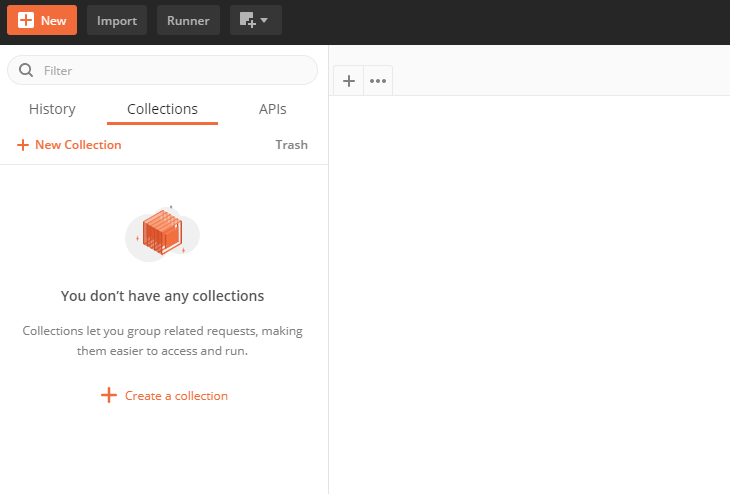 New
Import
Runner
Filter
History
Collections
APIs
New Collection
Trash
You don't have any collections
Collections let you group related requests, making
them easier to access and run.
Create a collection